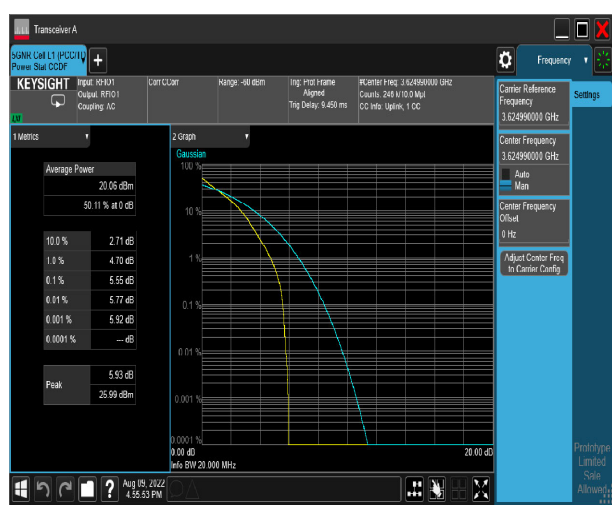 Transceiver A
5GNR Cell L1 (PCC/TDD)
Power Stat CCDF
Frequency
KEYSIGHT
Input: RFIO1
Output: RFIO1
Coupling: AC
Corr CCorr
Range: -60 dBm
Trig: Prot Frame
Aligned
Trig Delay: 9.450 ms
#Center Freq: 3.624990000 GHz
CC Info: Uplink, 1 CC
Carrier Reference
Frequency
3.624990000 GHz
Settings
1 Metrics
2 Graph
Center Frequency
3.624990000 GHz
Auto
Man
Gaussian
Average Power
20.06 dBm
50.11 % at 0 dB
10.0 % 2.71 dB
1.0 % 4.70 dB
0.1 % 5.55 dB
0.01 % 5.77 dB
0.001 % 5.92 dB
0.0001 % --- dB
Peak
5.93 dB
25.99 dBm
100 %
10 %
1 %
0.1 %
0.01 %
0.001 %
0.0001 %
0.00 dB
20.00 dB
Info BW 20.000 MHz
Center Frequency
Offset
0 Hz
Adjust Center Freq
to Carrier Config
Prototype
Limited
Sale
Allowed
?
Aug 09, 2022
4:55:53 PM